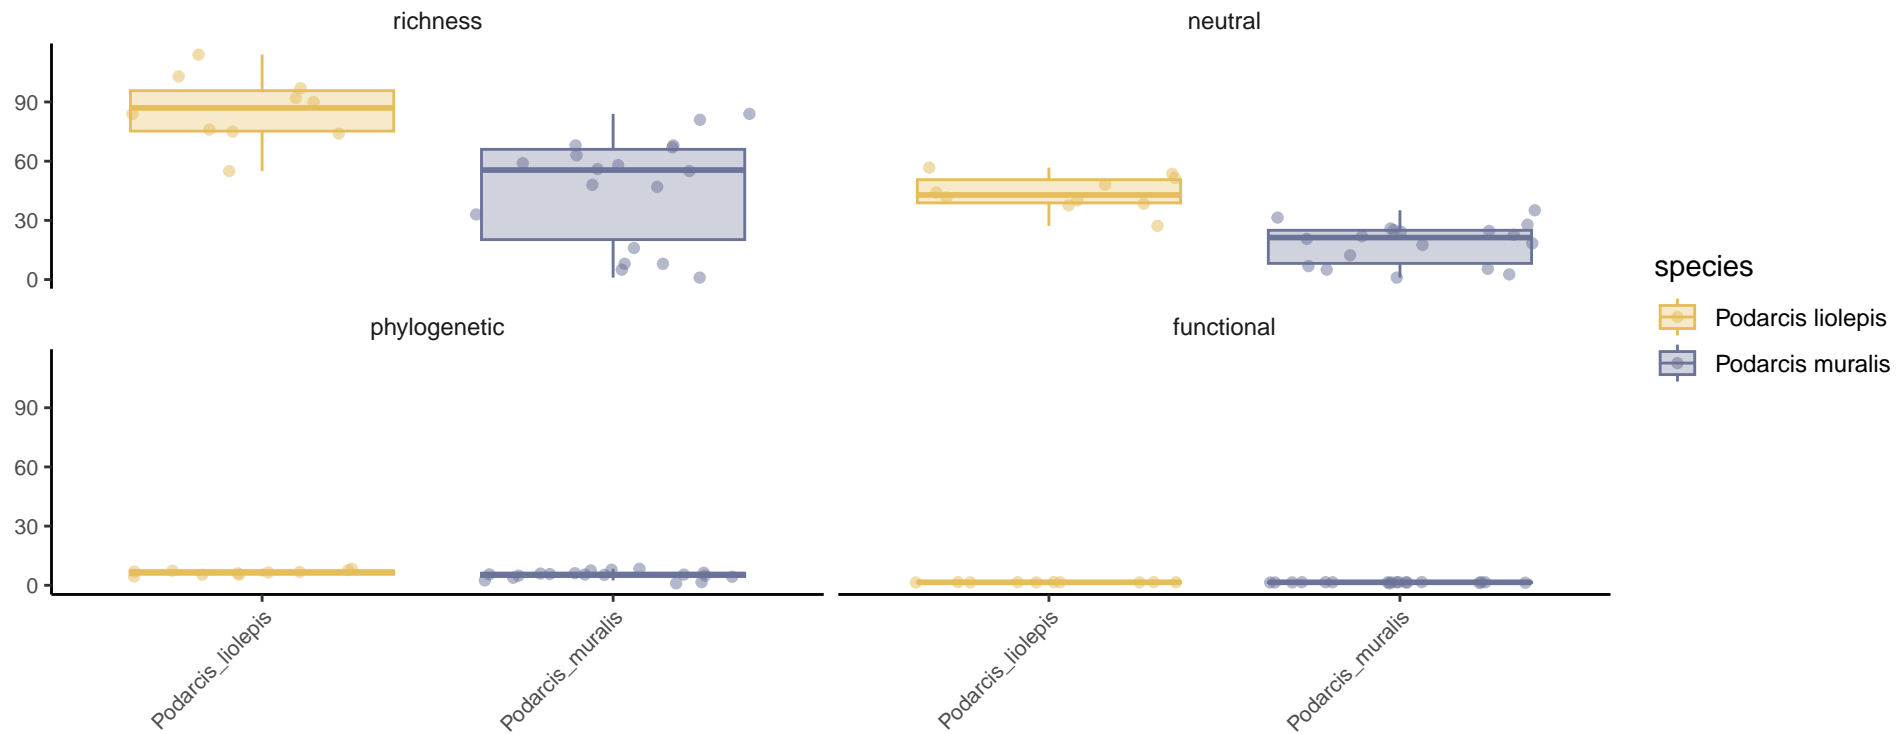 richness
neutral
90
60
30
0
phylogenetic
functional
90
60
30
0
Podarcis_liolepis
Podarcis_muralis
Podarcis_liolepis
Podarcis_muralis
species
Podarcis liolepis
Podarcis muralis